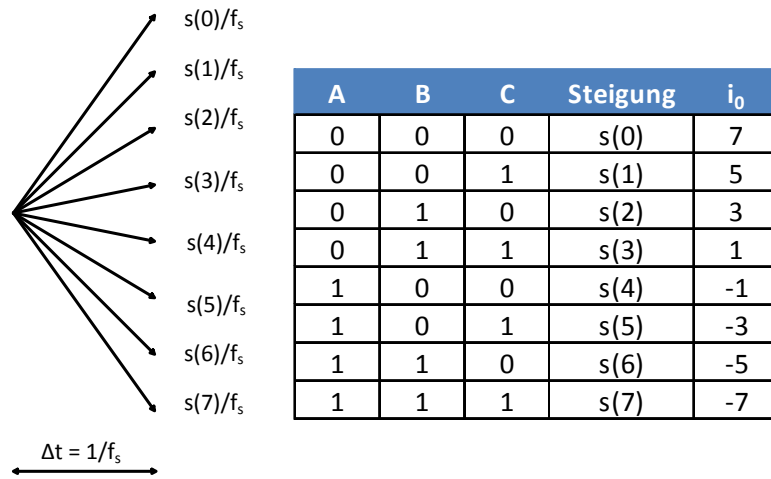 s(0)/fₛ
s(1)/fₛ
s(2)/fₛ
s(3)/fₛ
s(4)/fₛ
s(5)/fₛ
s(6)/fₛ
s(7)/fₛ
Δt = 1/fₛ
A B C Steigung i₀
0 0 0 s(0) 7
0 0 1 s(1) 5
0 1 0 s(2) 3
0 1 1 s(3) 1
1 0 0 s(4) -1
1 0 1 s(5) -3
1 1 0 s(6) -5
1 1 1 s(7) -7